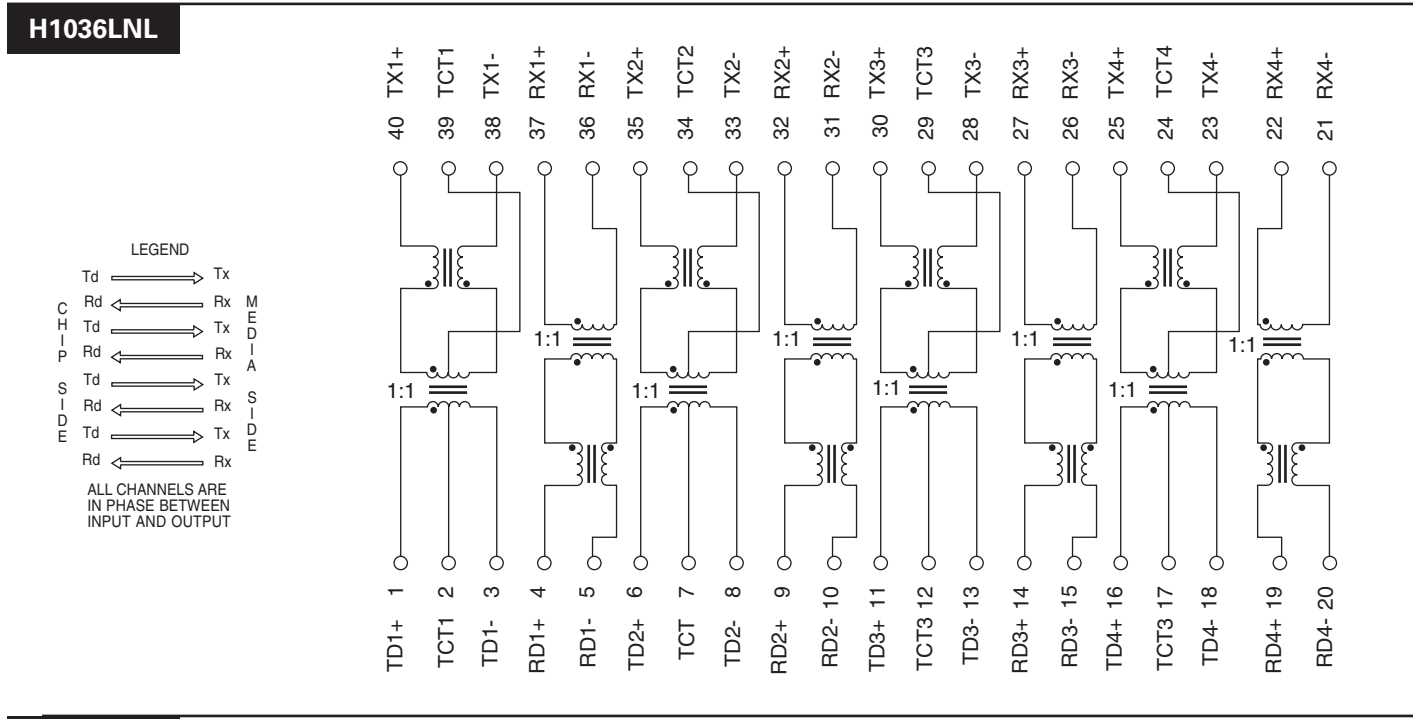 H1036LNL
TX1+ TCT1 TX1- RX1+ RX1- TX2+ TCT2 TX2- RX2+ RX2- TX3+ TCT3 TX3- RX3+ RX3- TX4+ TCT4 TX4- RX4+ RX4-
40 39 38 37 36 35 34 33 32 31 30 29 28 27 26 25 24 23 22 21
LEGEND
Td Tx
Rd Rx
Td Tx
Rd Rx
Td Tx
Rd Rx
Td Tx
Rd Rx
CHIP SIDE
MEDIA SIDE
ALL CHANNELS ARE
IN PHASE BETWEEN
INPUT AND OUTPUT
1:1 1:1 1:1 1:1
1:1 1:1 1:1 1:1
1 2 3 4 5 6 7 8 9 10 11 12 13 14 15 16 17 18 19 20
TD1+ TCT1 TD1- RD1+ RD1- TD2+ TCT TD2- RD2+ RD2- TD3+ TCT3 TD3- RD3+ RD3- TD4+ TCT3 TD4- RD4+ RD4-